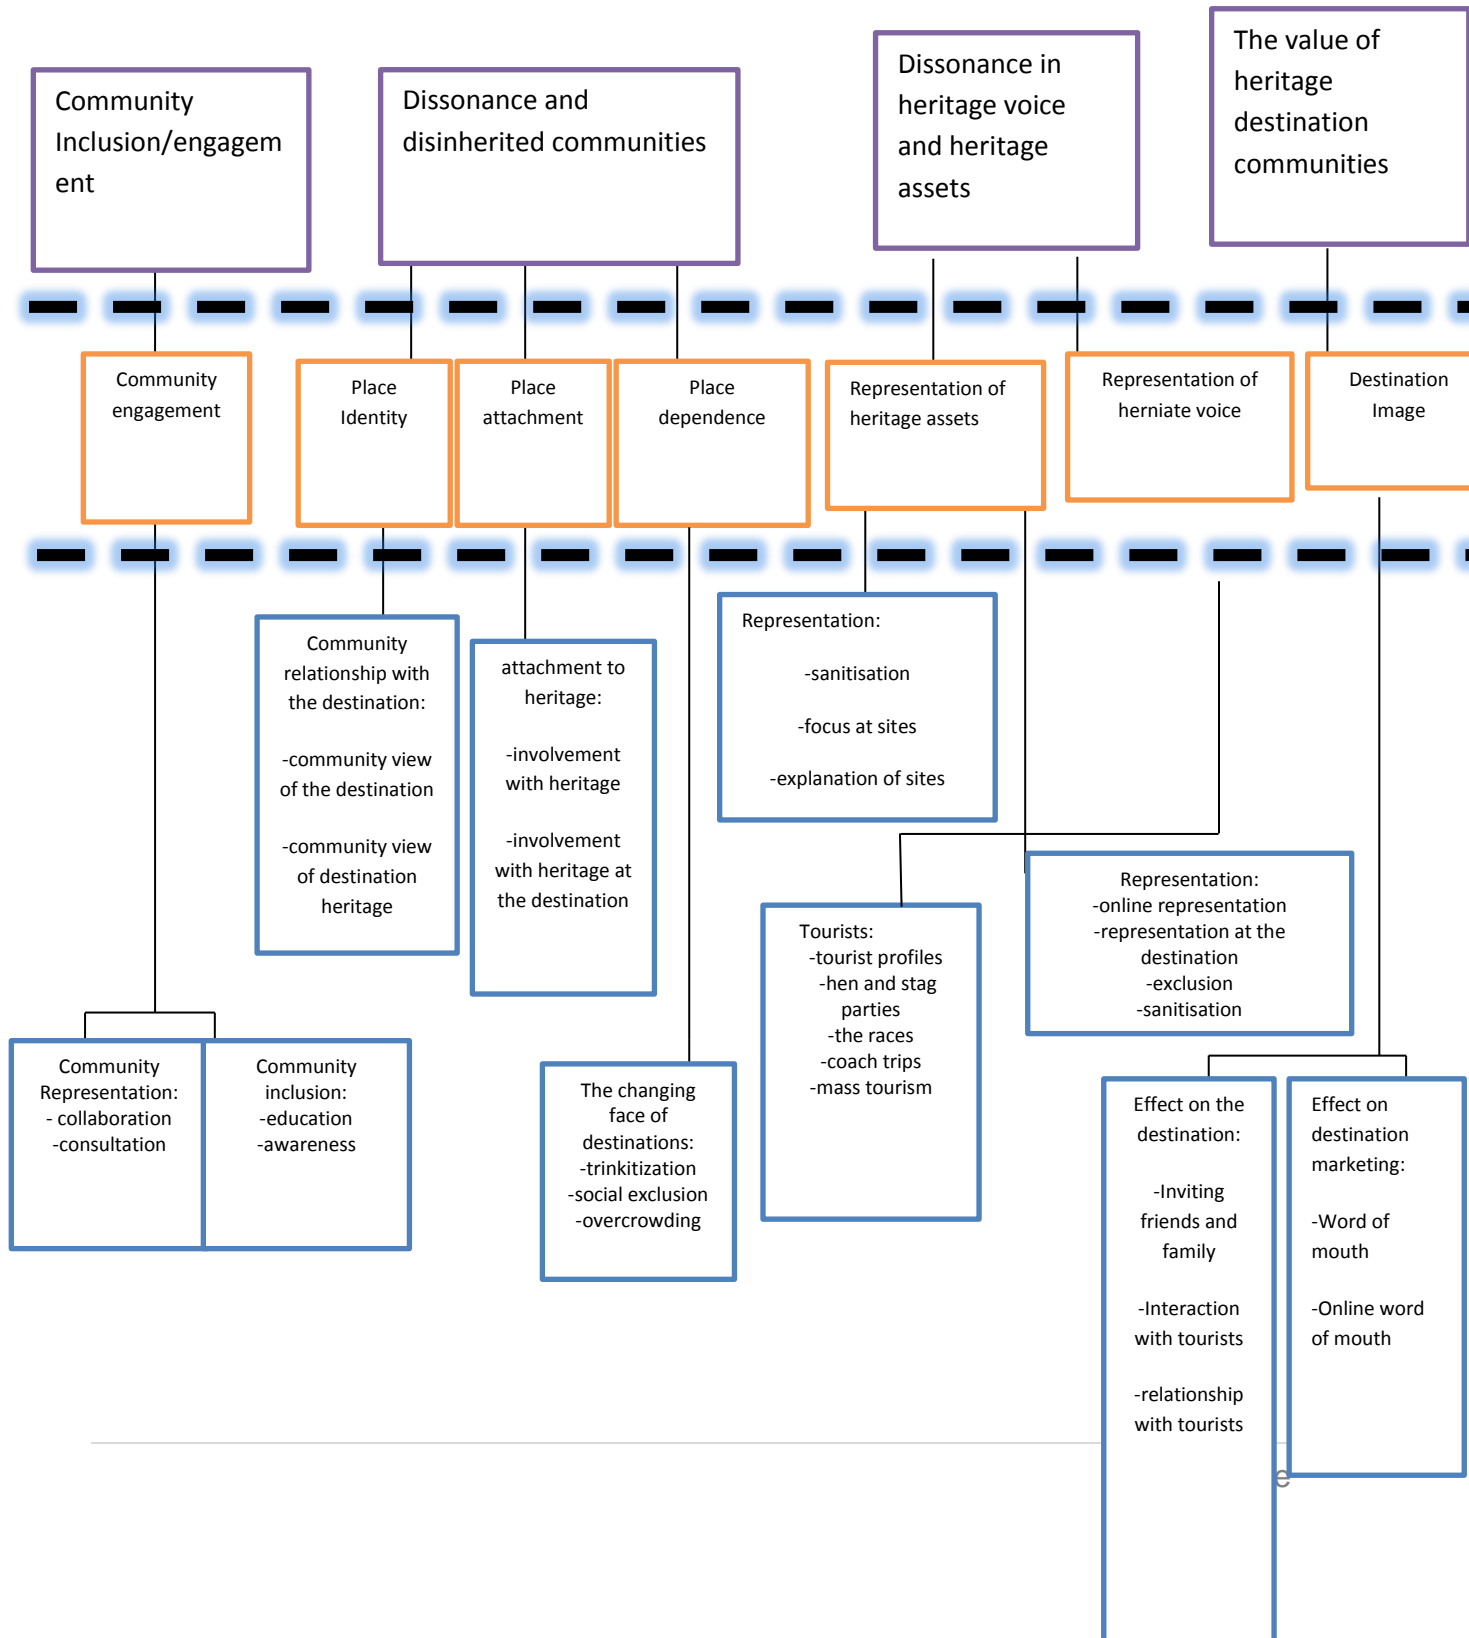 Community
Inclusion/engagem
ent
Dissonance and
disinherited communities
Dissonance in
heritage voice
and heritage
assets
The value of
heritage
destination
communities
Community
engagement
Place
Identity
Place
attachment
Place
dependence
Representation of
heritage assets
Representation of
herniate voice
Destination
Image
Community
relationship with
the destination:
-community view
of the destination
-community view
of destination
heritage
attachment to
heritage:
-involvement
with heritage
-involvement
with heritage at
the destination
Representation:
-sanitisation
-focus at sites
-explanation of sites
Tourists:
-tourist profiles
-hen and stag
parties
-the races
-coach trips
-mass tourism
Representation:
-online representation
-representation at the
destination
-exclusion
-sanitisation
Community
Representation:
- collaboration
-consultation
Community
inclusion:
-education
-awareness
The changing
face of
destinations:
-trinkitization
-social exclusion
-overcrowding
Effect on the
destination:
-Inviting
friends and
family
-Interaction
with tourists
-relationship
with tourists
Effect on
destination
marketing:
-Word of
mouth
-Online word
of mouth
e